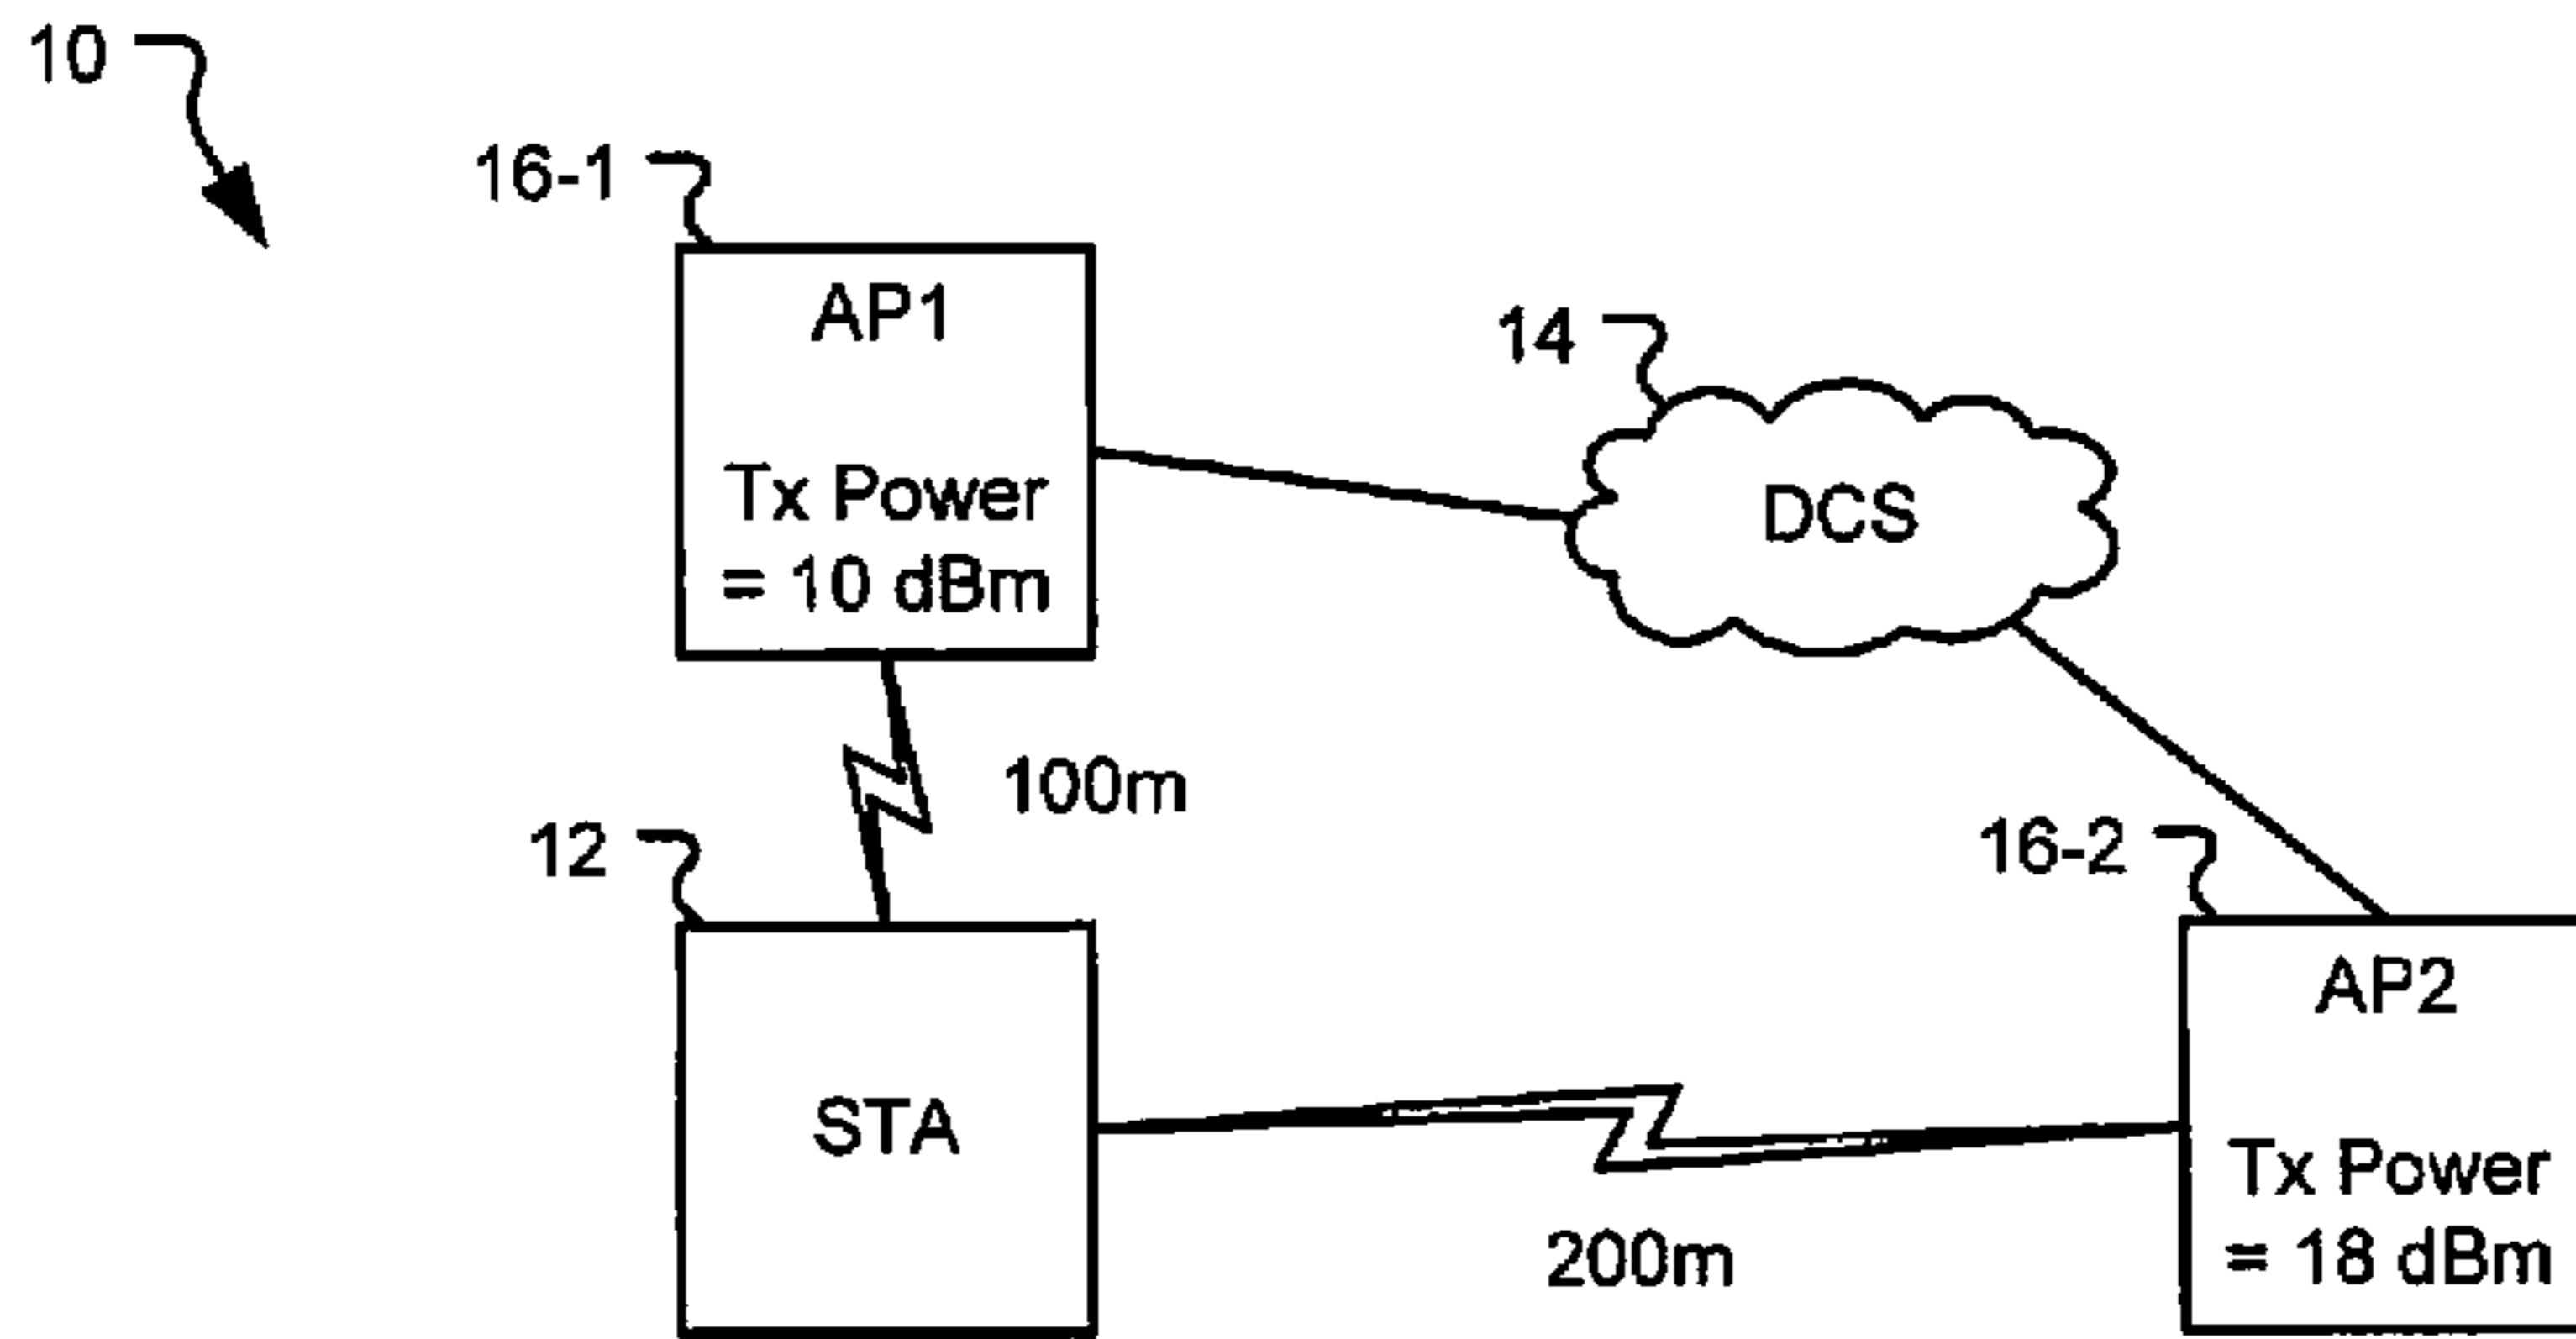 10
16-1
AP1
Tx Power
= 10 dBm
14
DCS
100m
12
STA
16-2
AP2
Tx Power
= 18 dBm
200m